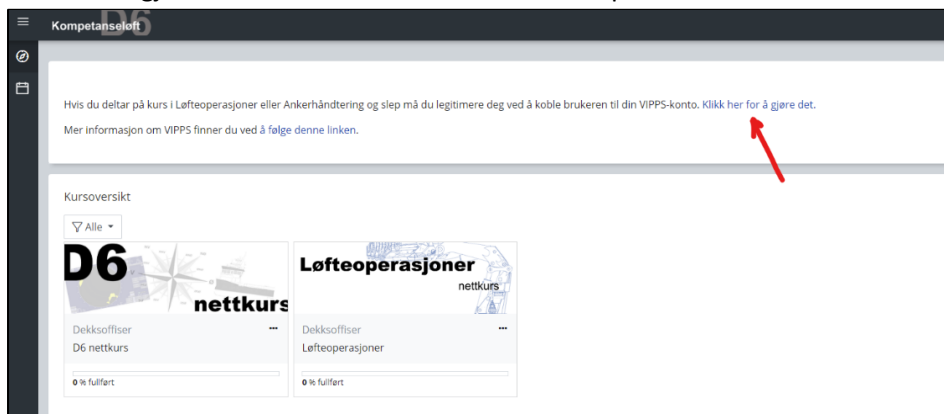 Kompetanseløft
D6
Hvis du deltar på kurs i Løfteoperasjoner eller Ankerhåndtering og slep må du legitimere deg ved å koble brukeren til din VIPPS-konto. Klikk her for å gjøre det.
Mer informasjon om VIPPS finner du ved å følge denne linken.
Kursoversikt
Alle
D6
nettkurs
Dekksoffiser
D6 nettkurs
0 % fullført
Løfteoperasjoner
nettkurs
Dekksoffiser
Løfteoperasjoner
0 % fullført